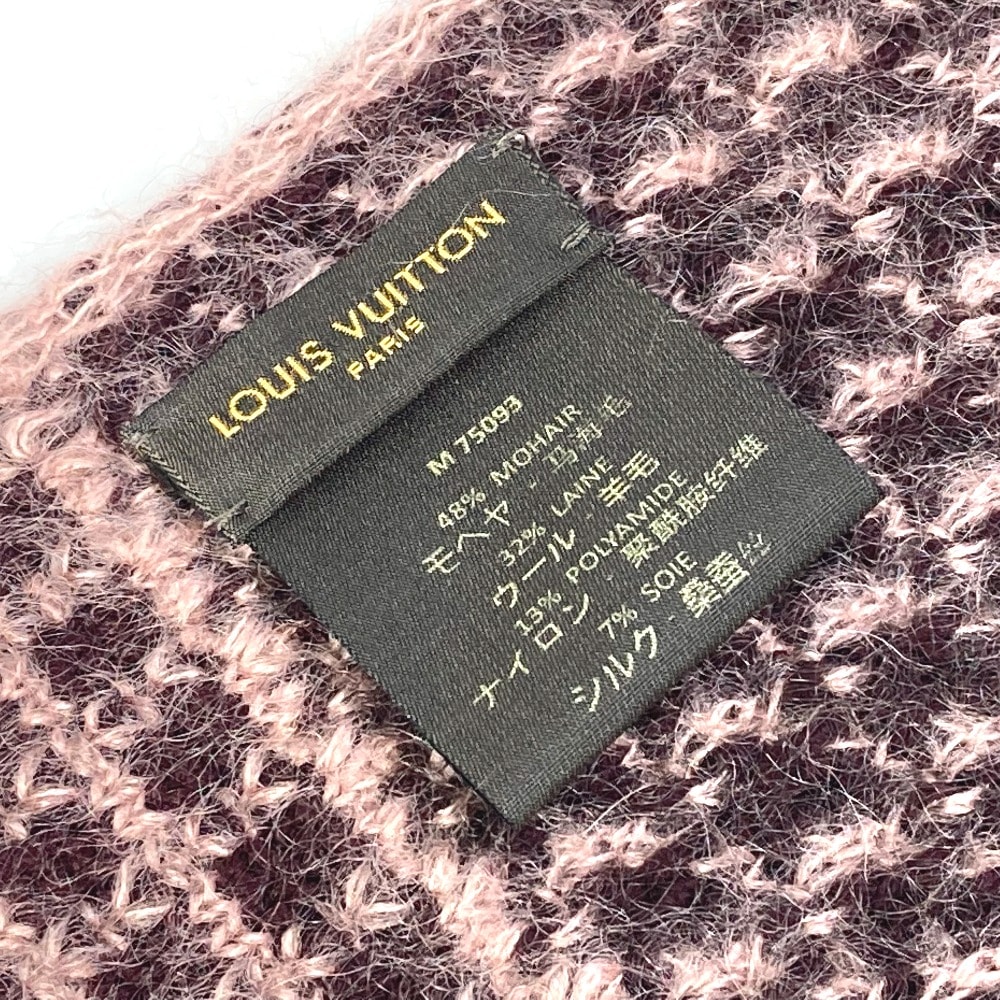 LOUIS VUITTON
PARIS
M 75093
48% MOHAIR
モヘヤ - 马海毛
32% LAINE
ウール - 羊毛
13% POLYAMIDE
ナイロン - 聚酰胺纤维
7% SOIE
シルク - 桑蚕丝